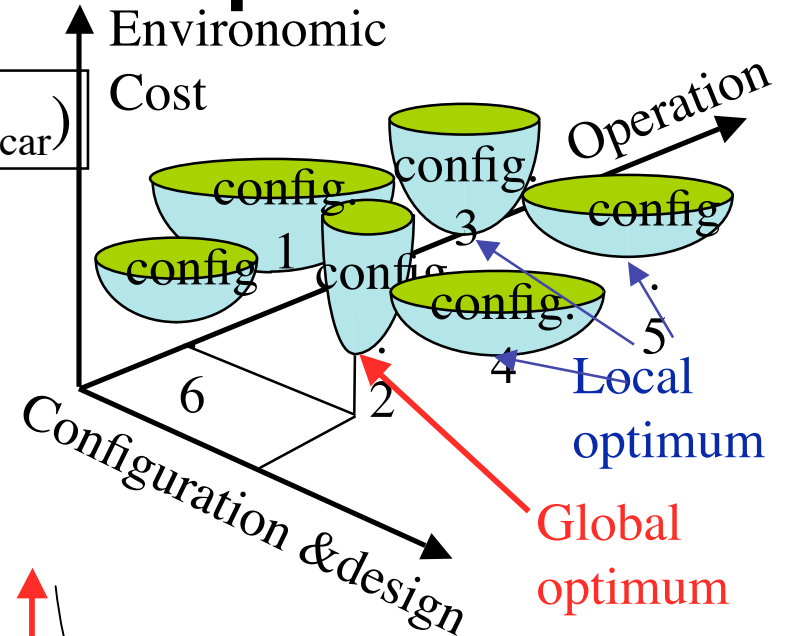 Environomic
Cost
car)
Operation
config.
3
config.
1
config
.
5
config
6
config
.
2
config.
4
Local
optimum
Configuration &design
Global
optimum